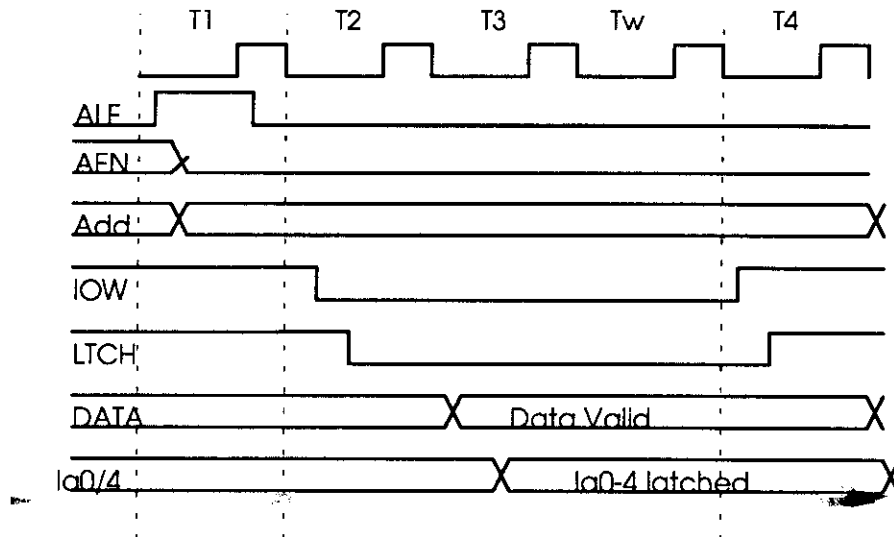 T1 T2 T3 Tw T4
ALE
AEN
Add
IOW
LTCH
DATA Data Valid
la0/4 la0-4 latched